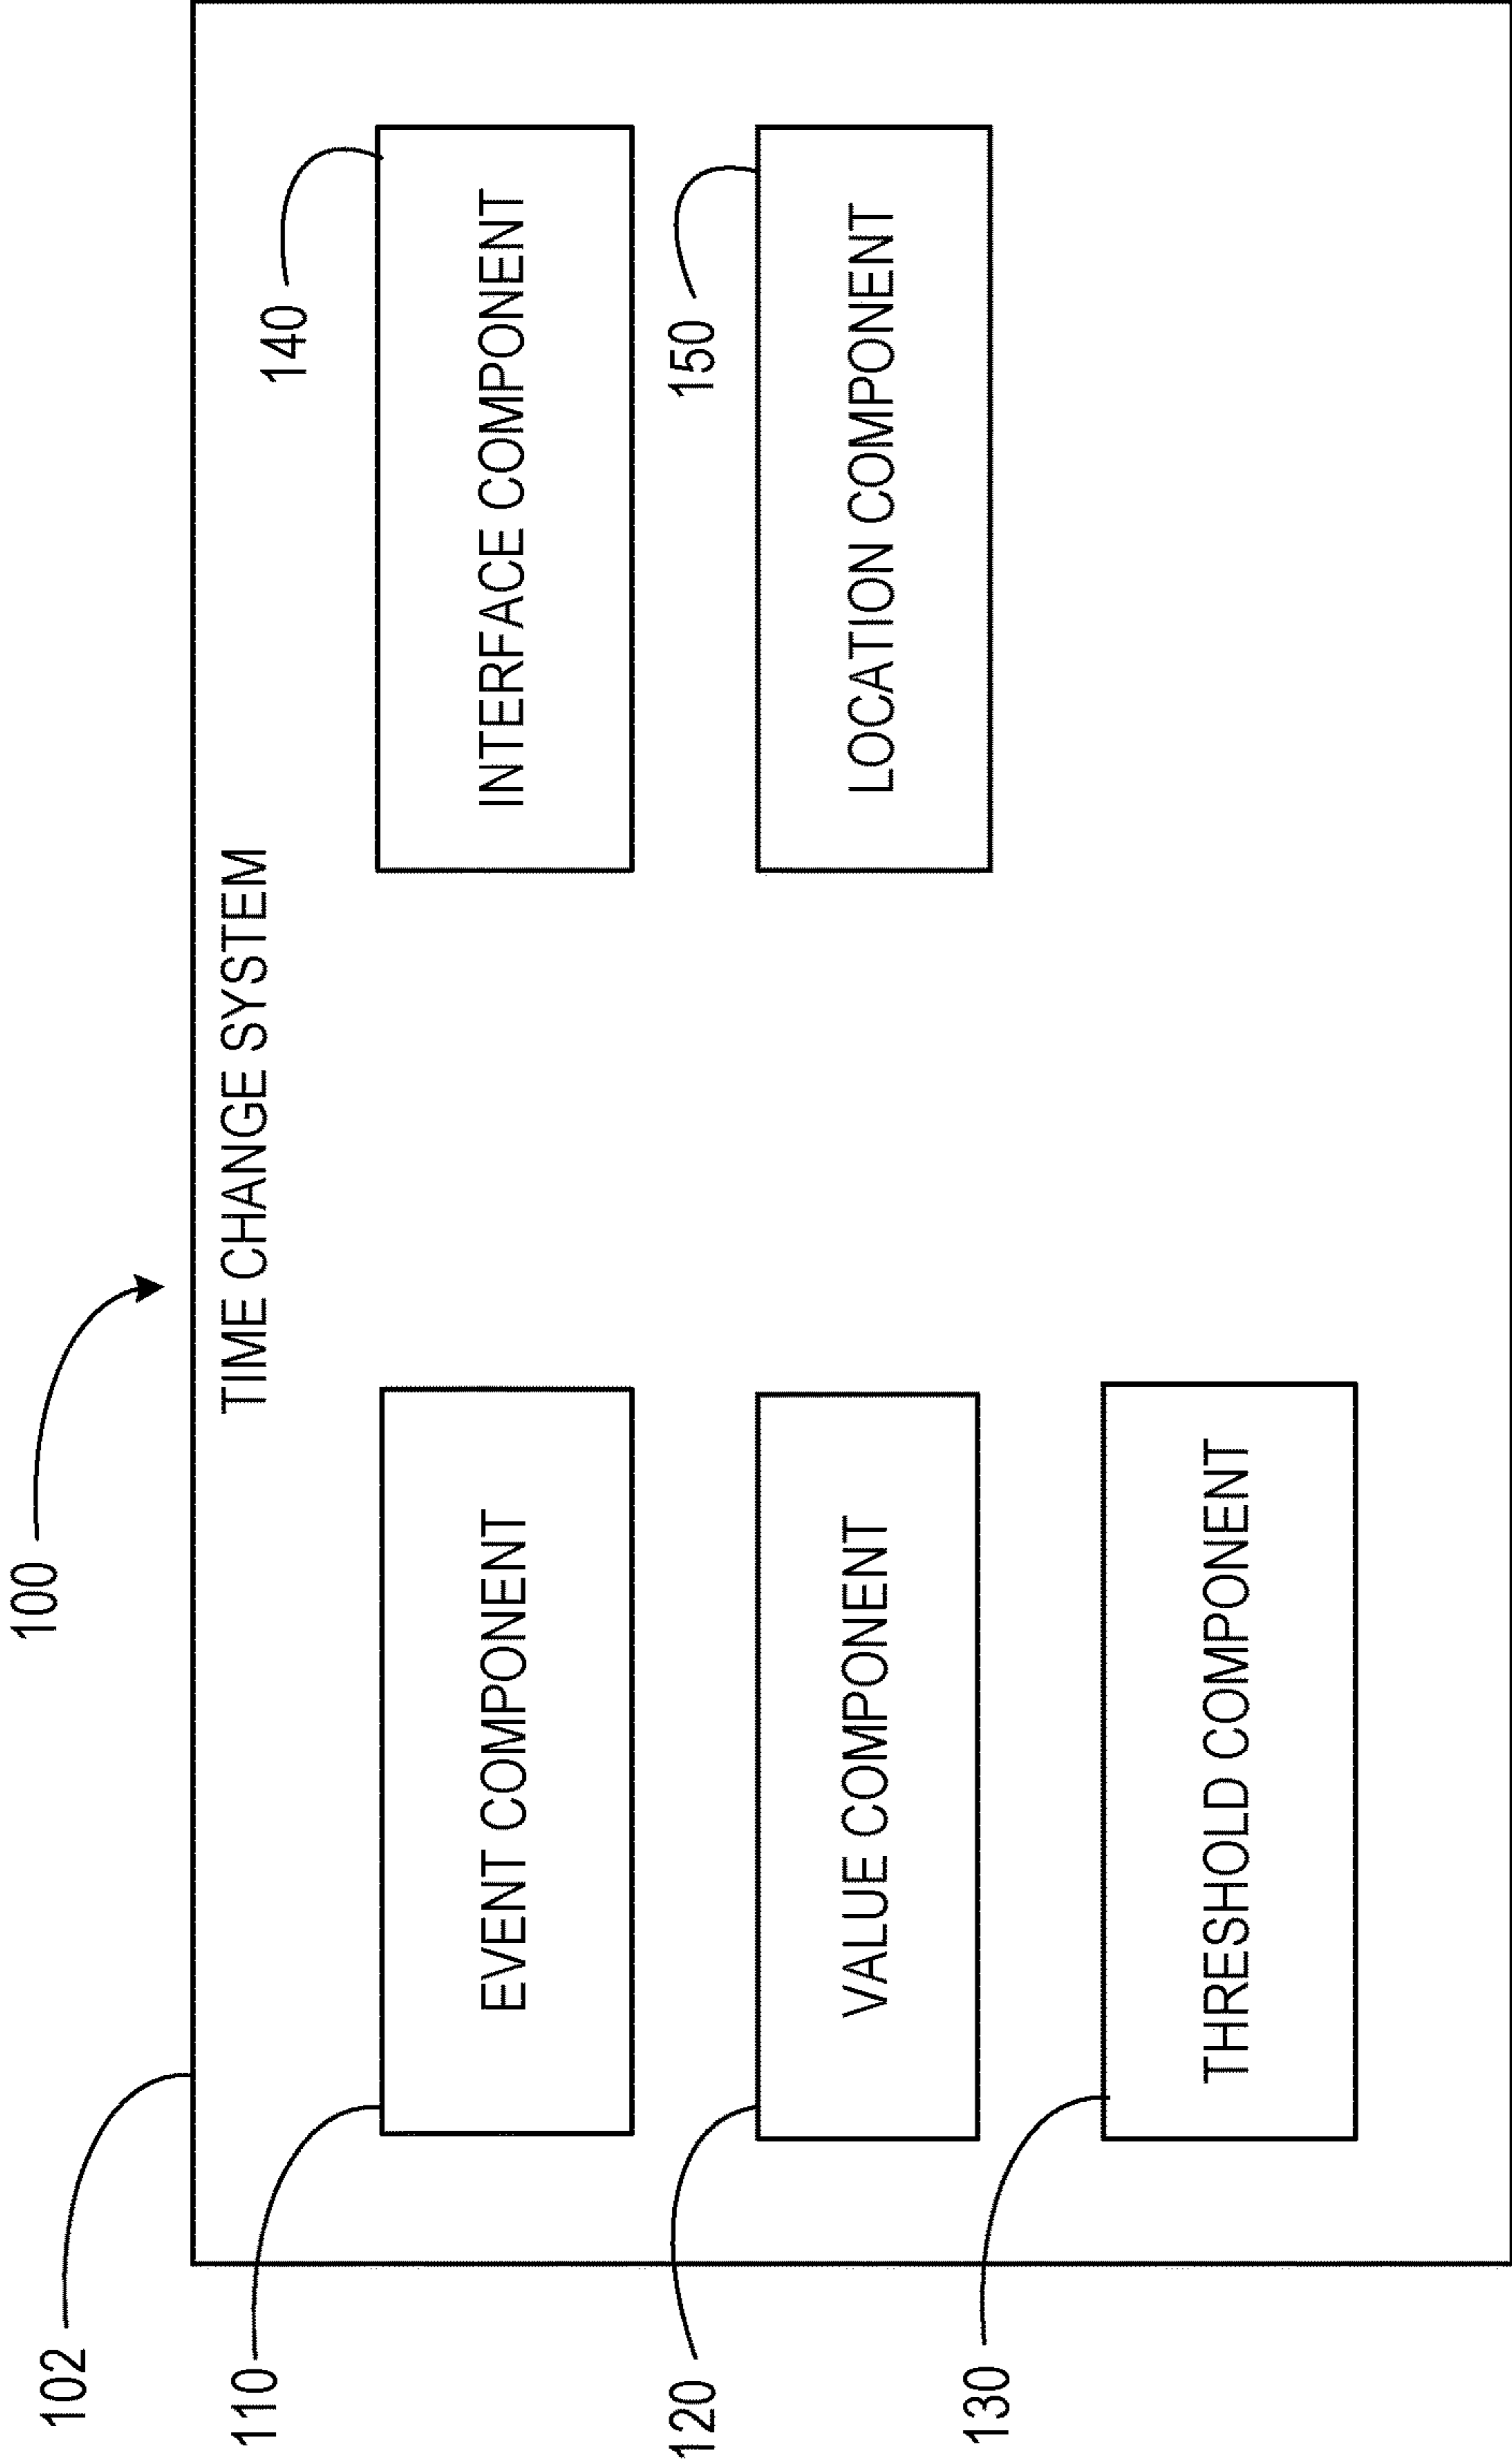 100
102
TIME CHANGE SYSTEM
110
EVENT COMPONENT
140
INTERFACE COMPONENT
120
VALUE COMPONENT
150
LOCATION COMPONENT
130
THRESHOLD COMPONENT